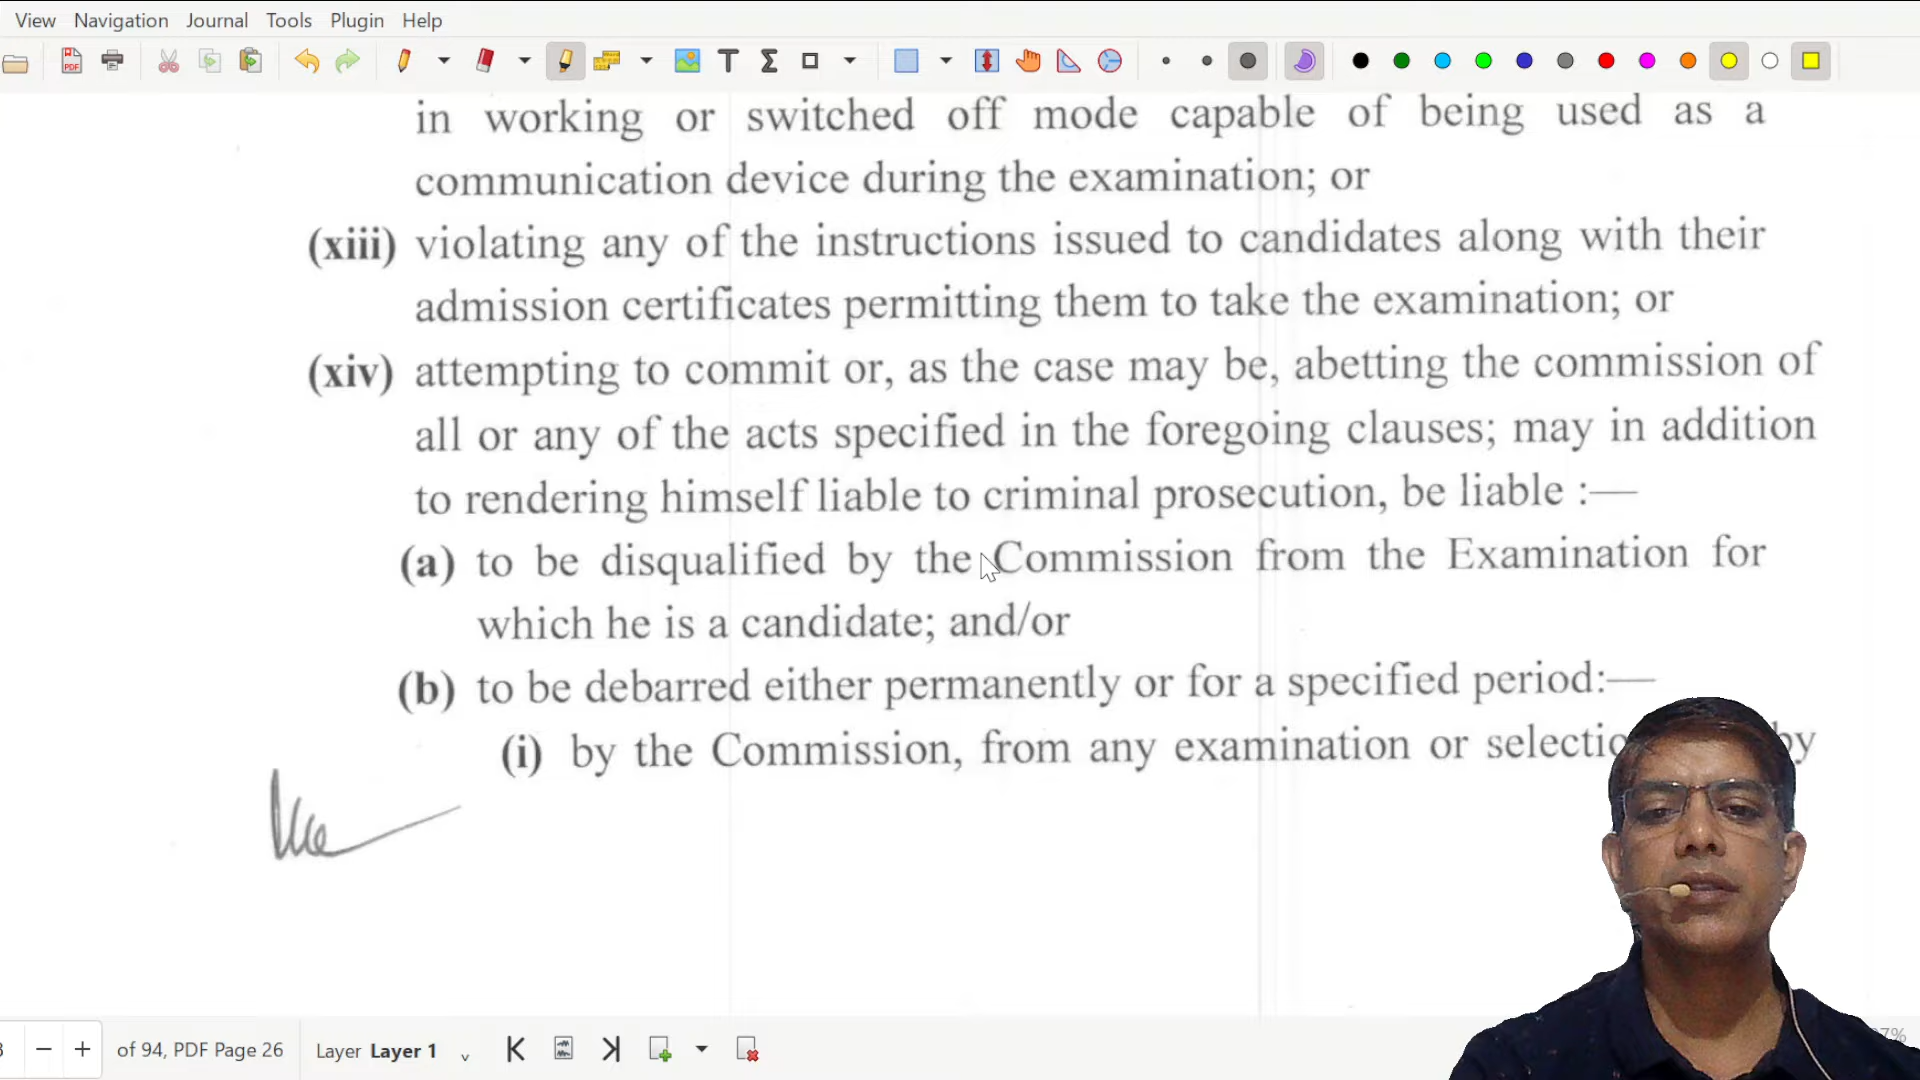 View Navigation Journal Tools Plugin Help
in working or switched off mode capable of being used as a
communication device during the examination; or
(xiii) violating any of the instructions issued to candidates along with their
admission certificates permitting them to take the examination; or
(xiv) attempting to commit or, as the case may be, abetting the commission of
all or any of the acts specified in the foregoing clauses; may in addition
to rendering himself liable to criminal prosecution, be liable :—
(a) to be disqualified by the Commission from the Examination for
which he is a candidate; and/or
(b) to be debarred either permanently or for a specified period:—
(i) by the Commission, from any examination or by
of 94, PDF Page 26 Layer Layer 1